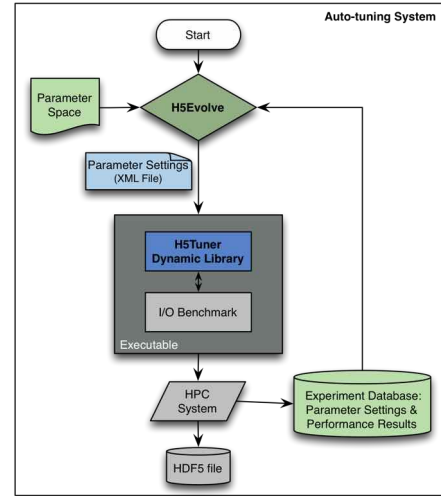 Auto-tuning System
Start
Parameter
Space
H5Evolve
Parameter Settings
(XML File)
H5Tuner
Dynamic Library
I/O Benchmark
Executable
HPC
System
Experiment Database:
Parameter Settings &
Performance Results
HDF5 file